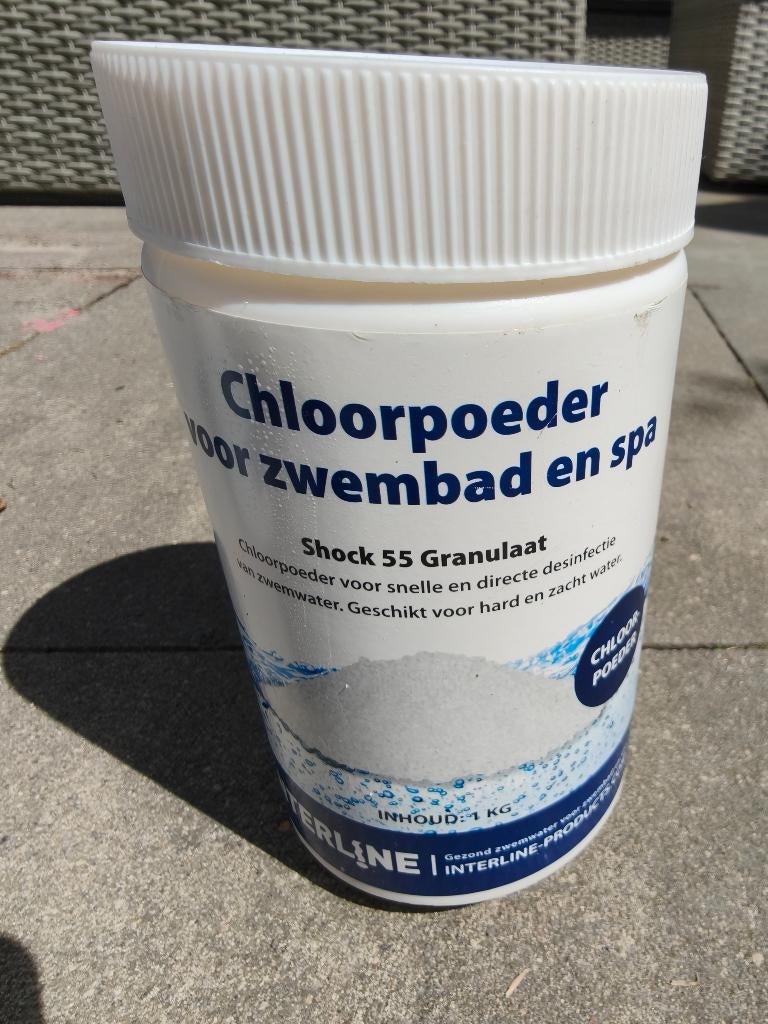 Chloorpoeder
voor zwembad en spa
Shock 55 Granulaat
Chloorpoeder voor snelle en directe desinfectie
van zwemwater. Geschikt voor hard en zacht water.
CHLOOR-
POEDER
INHOUD: 1 KG
INTERLINE
Gezond zwemwater voor
INTERLINE-PRODUCTS